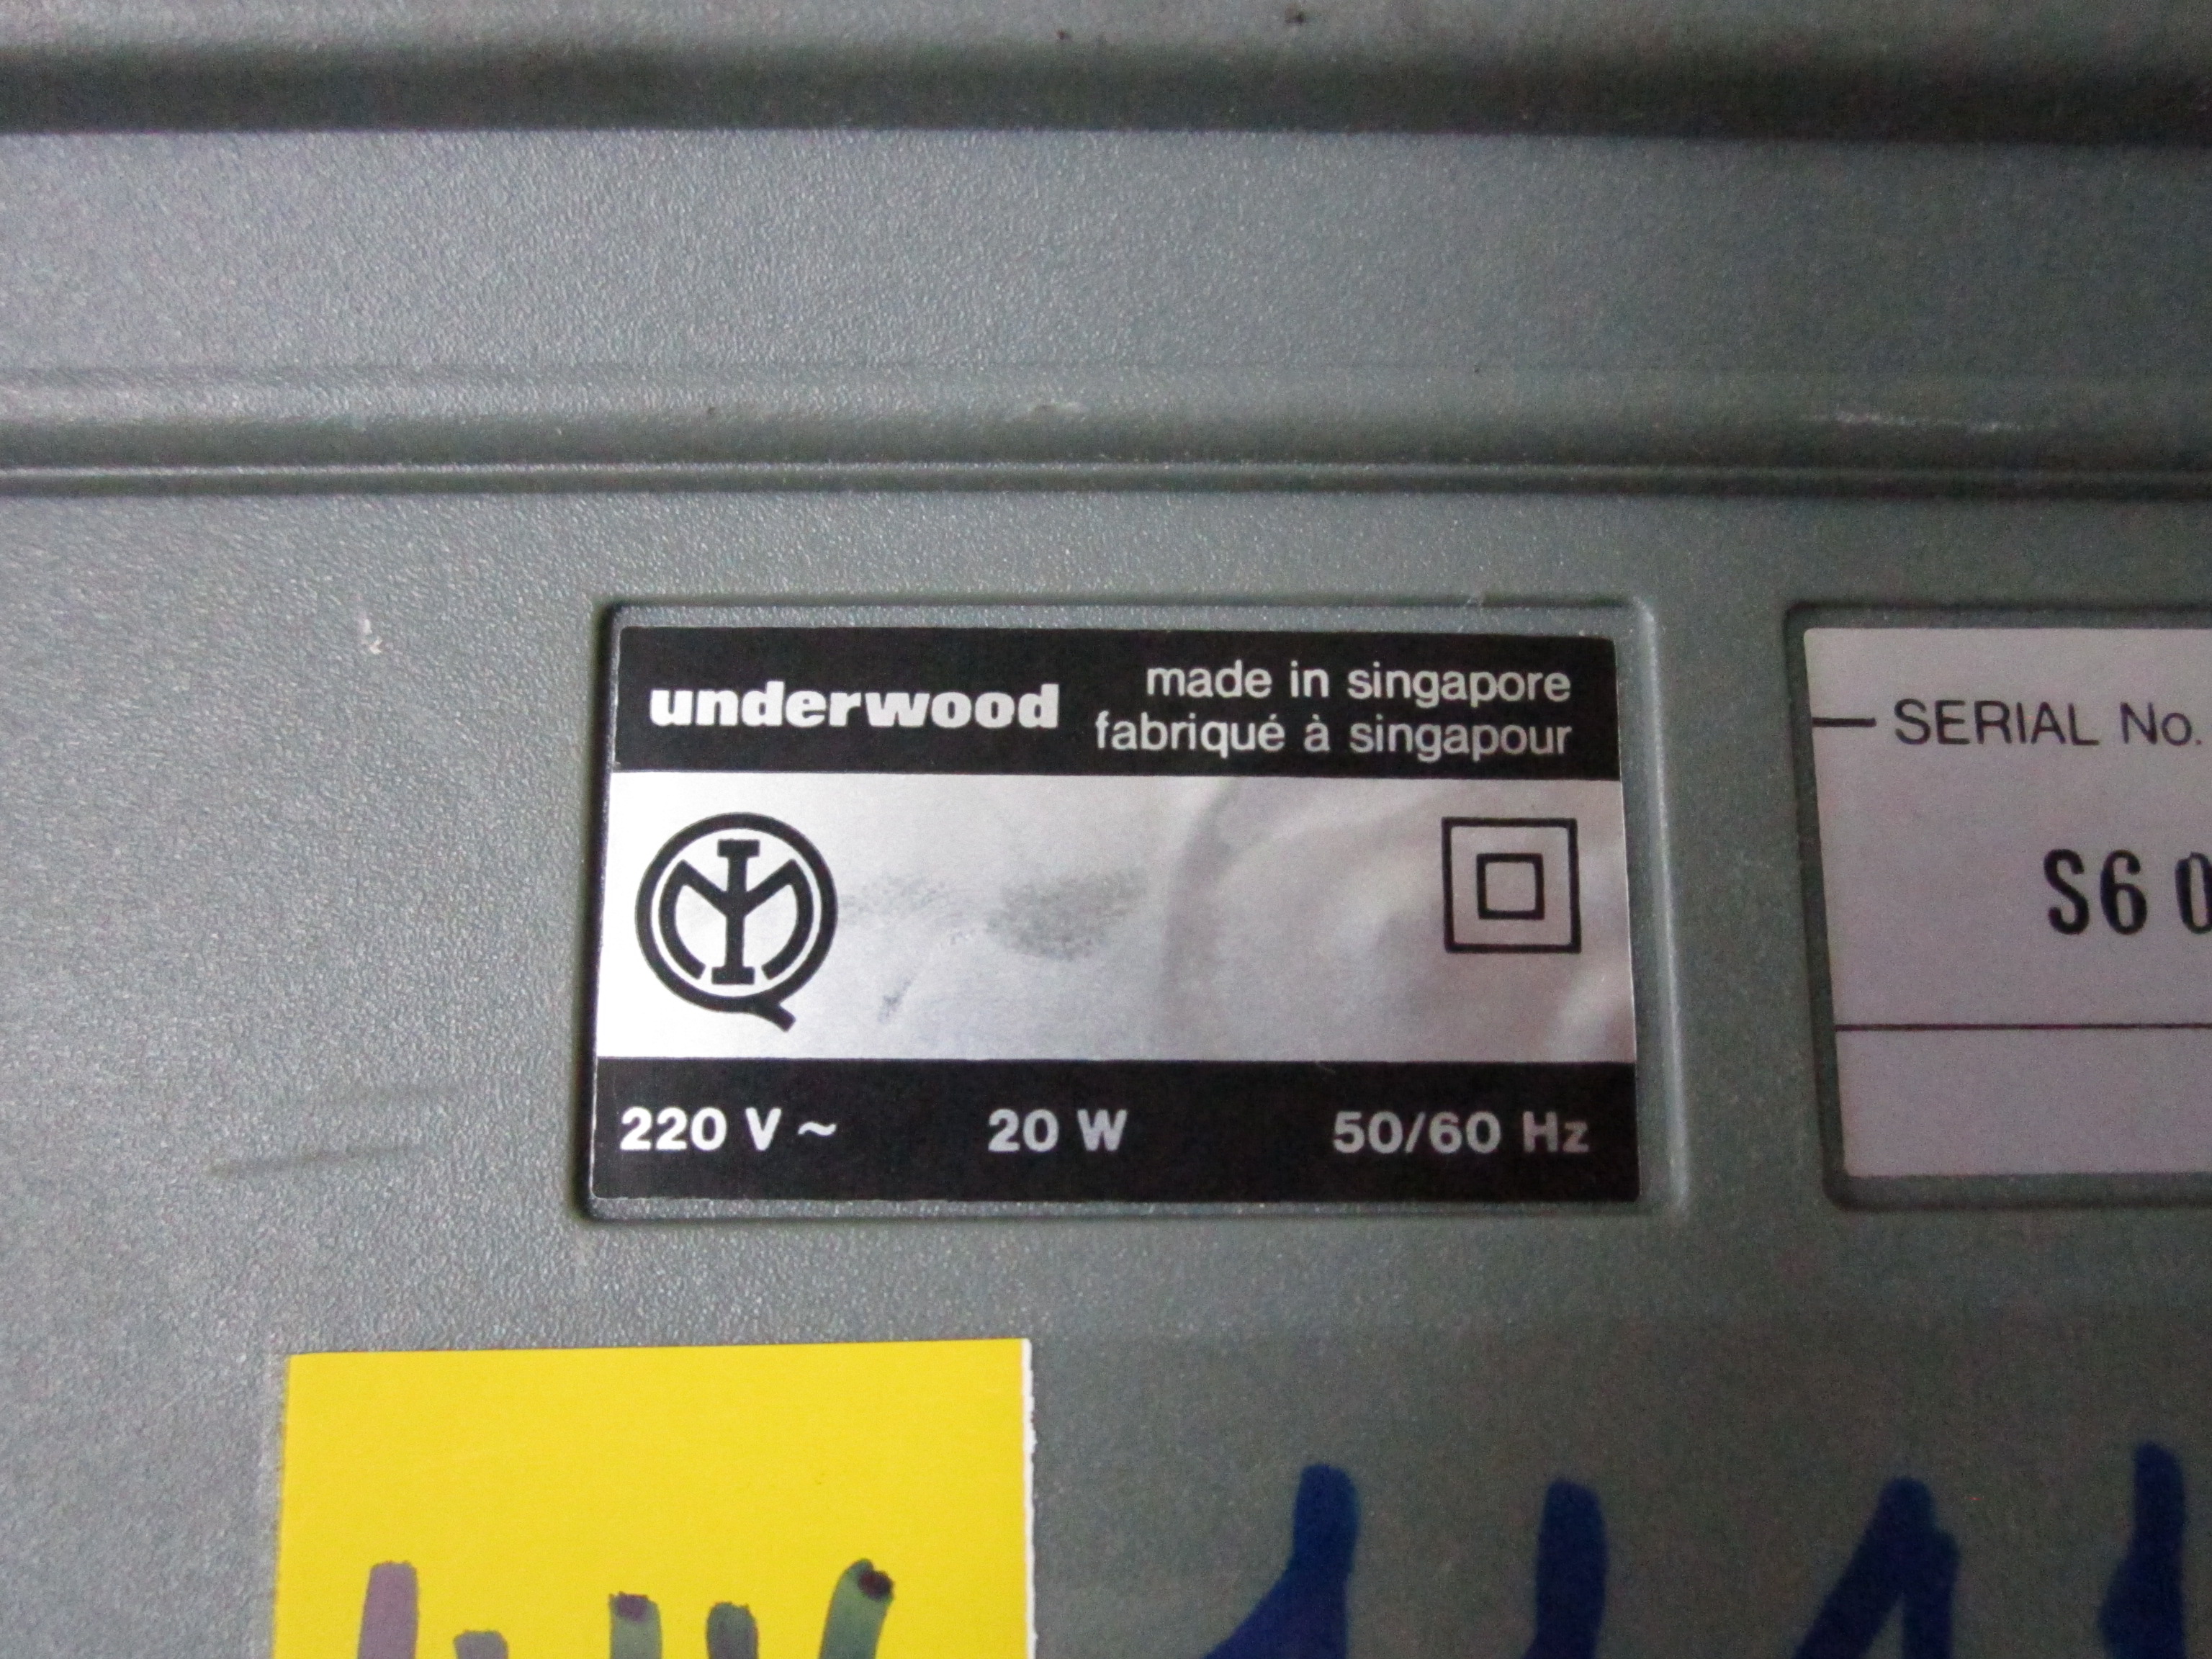 underwood
made in singapore
fabriqué à singapour
220 V ~ 20 W 50/60 Hz
SERIAL No.
S6 0